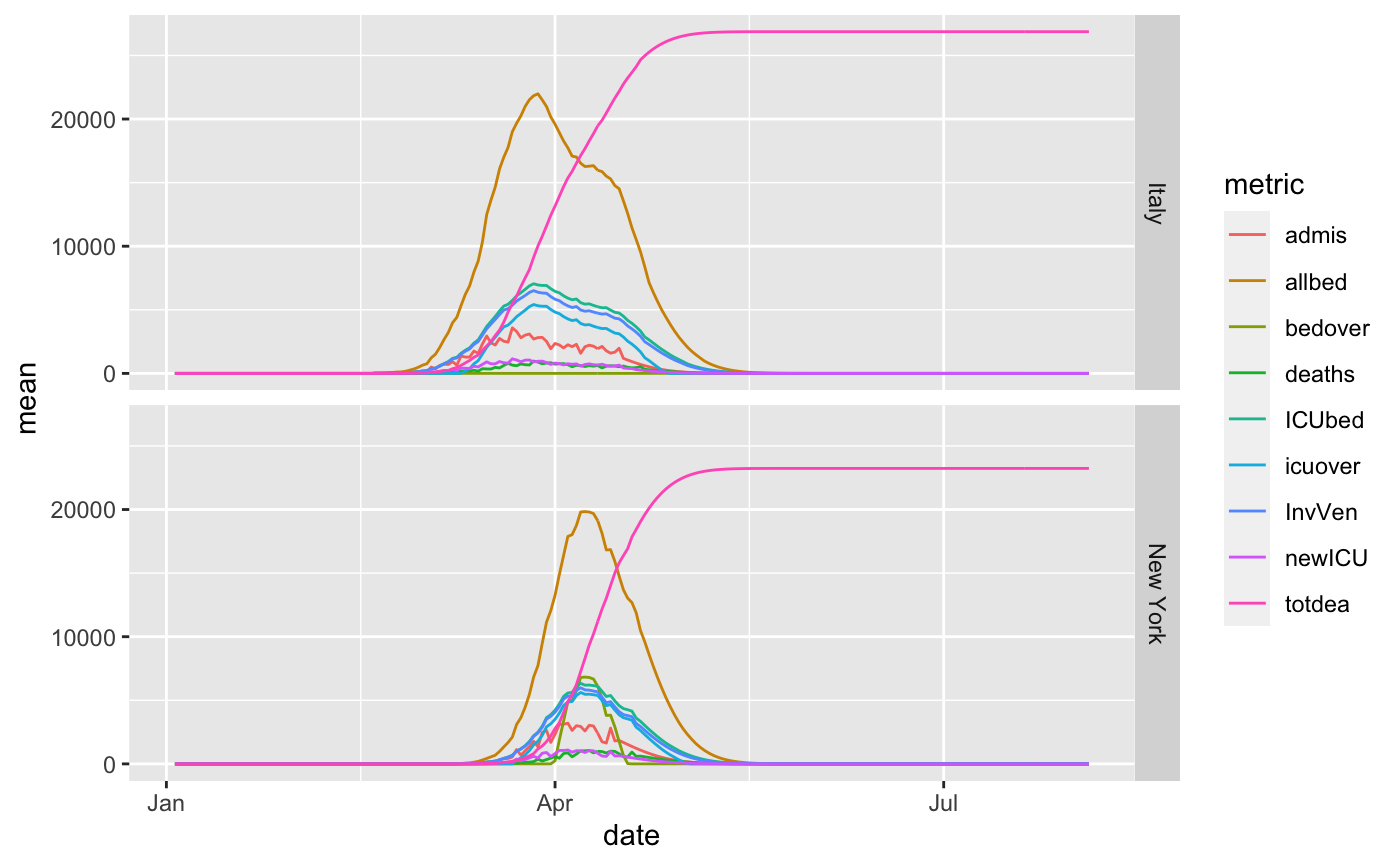 mean
20000
10000
0
Italy
20000
10000
0
New York
Jan
Apr
Jul
date
metric
admis
allbed
bedover
deaths
ICUbed
icuover
InvVen
newICU
totdea